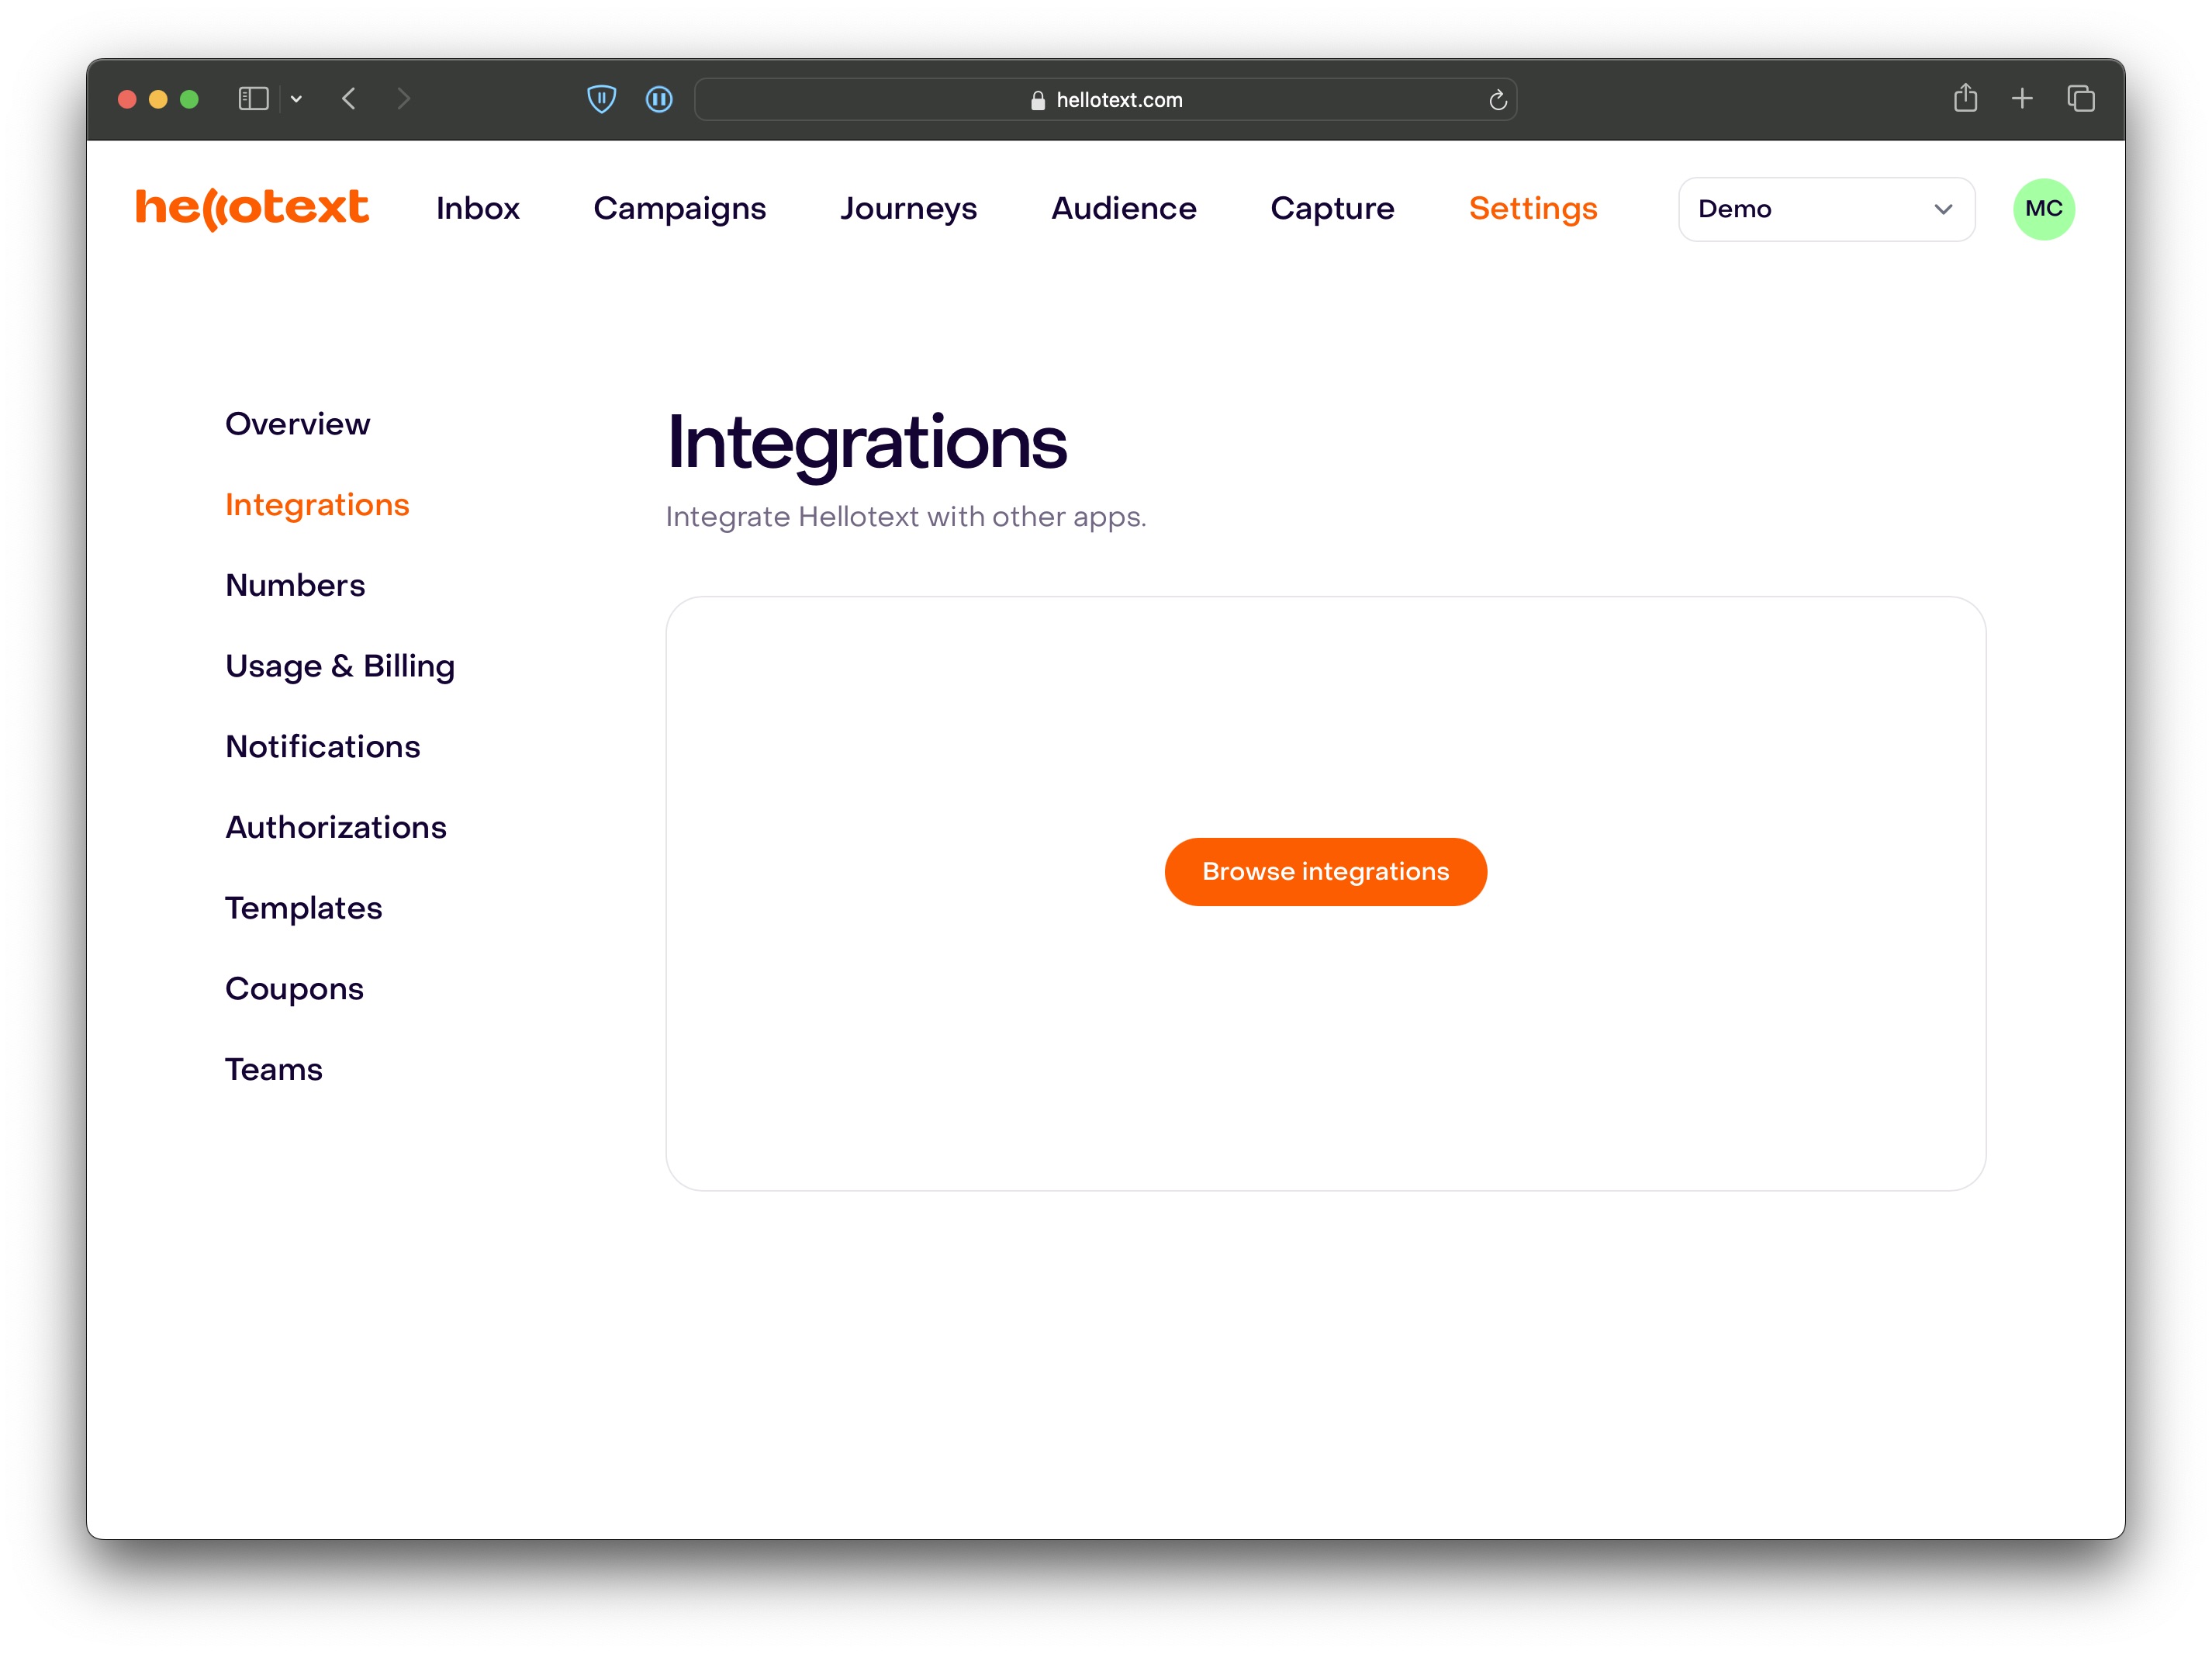 hellotext.com
hellotext
Inbox
Campaigns
Journeys
Audience
Capture
Settings
Demo
MC
Overview
Integrations
Numbers
Usage & Billing
Notifications
Authorizations
Templates
Coupons
Teams
Integrations
Integrate Hellotext with other apps.
Browse integrations